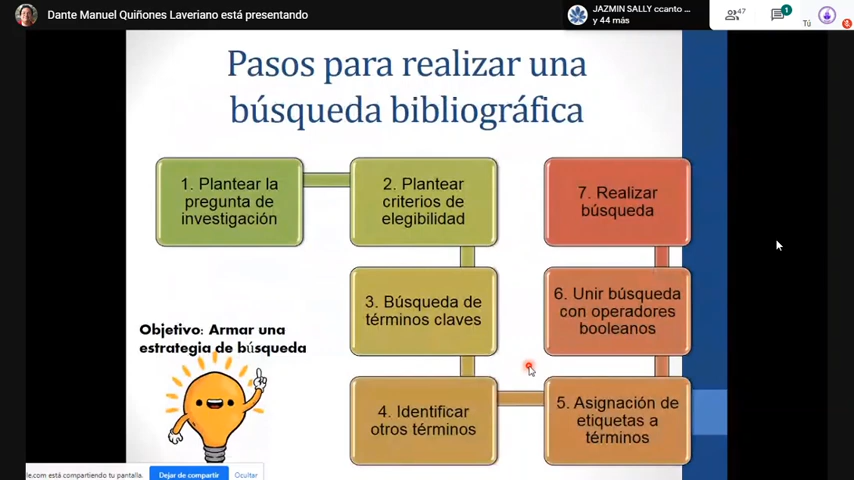 Dante Manuel Quiñones Laveriano está presentando
JAZMIN SALLY ccanto ...
y 44 más
47
1
Tú
Pasos para realizar una
búsqueda bibliográfica
1. Plantear la
pregunta de
investigación
2. Plantear
criterios de
elegibilidad
3. Búsqueda de
términos claves
4. Identificar
otros términos
5. Asignación de
etiquetas a
términos
6. Unir búsqueda
con operadores
booleanos
7. Realizar
búsqueda
Objetivo: Armar una
estrategia de búsqueda
le.com está compartiendo tu pantalla.
Dejar de compartir
Ocultar